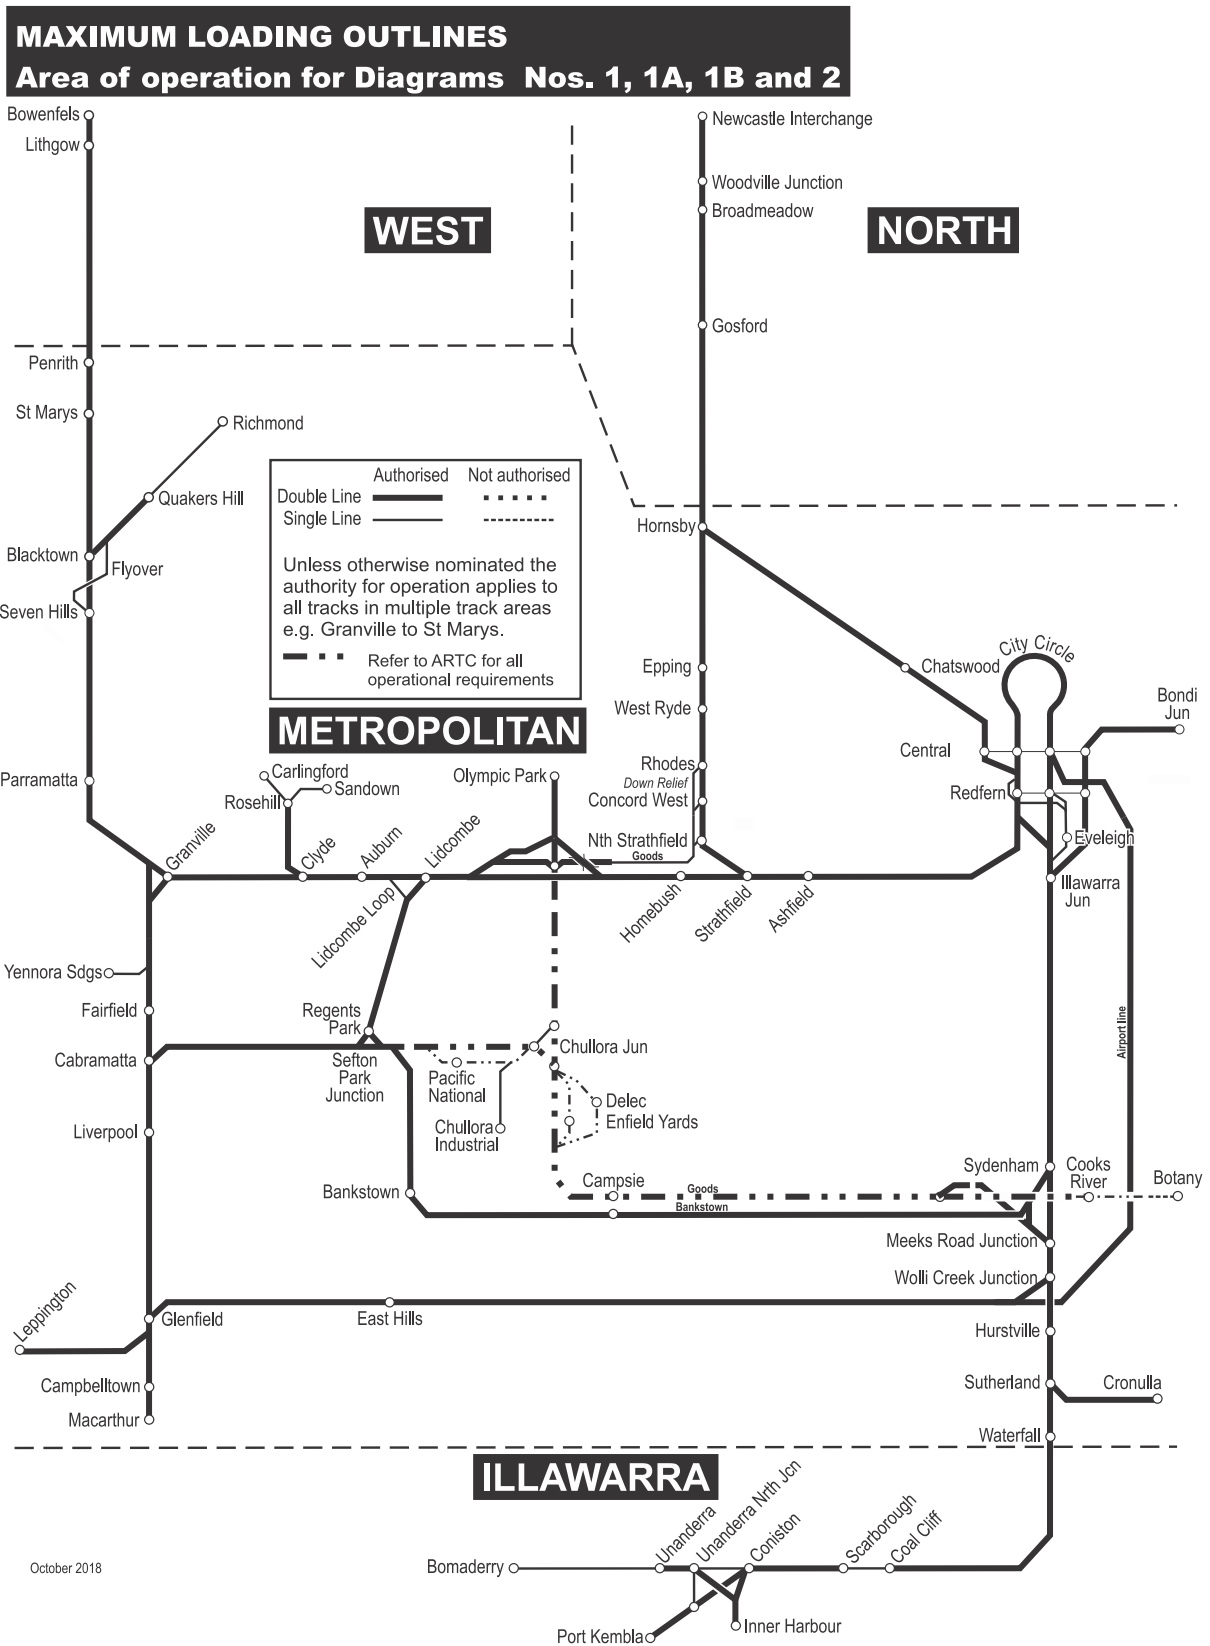 MAXIMUM LOADING OUTLINES
Area of operation for Diagrams Nos. 1, 1A, 1B and 2
Bowenfels
Lithgow
Newcastle Interchange
Woodville Junction
Broadmeadow
WEST
NORTH
Gosford
Penrith
St Marys
Richmond
Quakers Hill
Blacktown
Flyover
Seven Hills
Authorised
Not authorised
Double Line
Single Line
Unless otherwise nominated the
authority for operation applies to
all tracks in multiple track areas
e.g. Granville to St Marys.
Refer to ARTC for all
operational requirements
METROPOLITAN
Hornsby
Chatswood
City Circle
Epping
West Ryde
Bondi
Jun
Central
Rhodes
Down Relief
Concord West
Redfern
Nth Strathfield
Goods
Eveleigh
Illawarra
Jun
Parramatta
Carlingford
Sandown
Rosehill
Olympic Park
Granville
Clyde
Auburn
Lidcombe
Lidcombe Loop
Homebush
Strathfield
Ashfield
Yennora Sdgs
Fairfield
Regents
Park
Airport line
Cabramatta
Sefton
Park
Junction
Pacific
National
Chullora Jun
Chullora
Industrial
Delec
Enfield Yards
Liverpool
Sydenham
Cooks
River
Botany
Bankstown
Campsie
Goods
Bankstown
Meeks Road Junction
Wolli Creek Junction
Leppington
Glenfield
East Hills
Hurstville
Campbelltown
Sutherland
Cronulla
Macarthur
Waterfall
ILLAWARRA
Unanderra
Unanderra Nrth Jcn
Coniston
Scarborough
Coal Cliff
October 2018
Bomaderry
Port Kembla
Inner Harbour